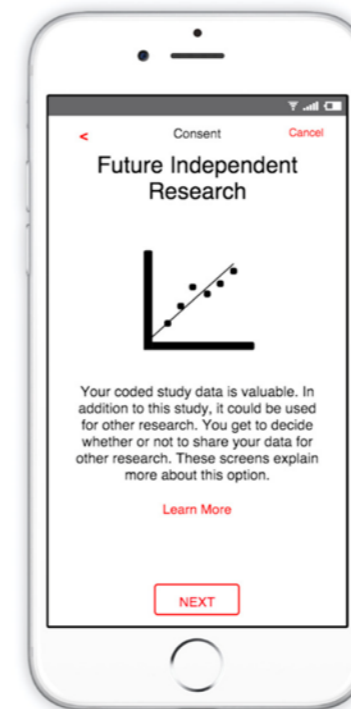 < Consent Cancel
Future Independent
Research
Your coded study data is valuable. In
addition to this study, it could be used
for other research. You get to decide
whether or not to share your data for
other research. These screens explain
more about this option.
Learn More
NEXT